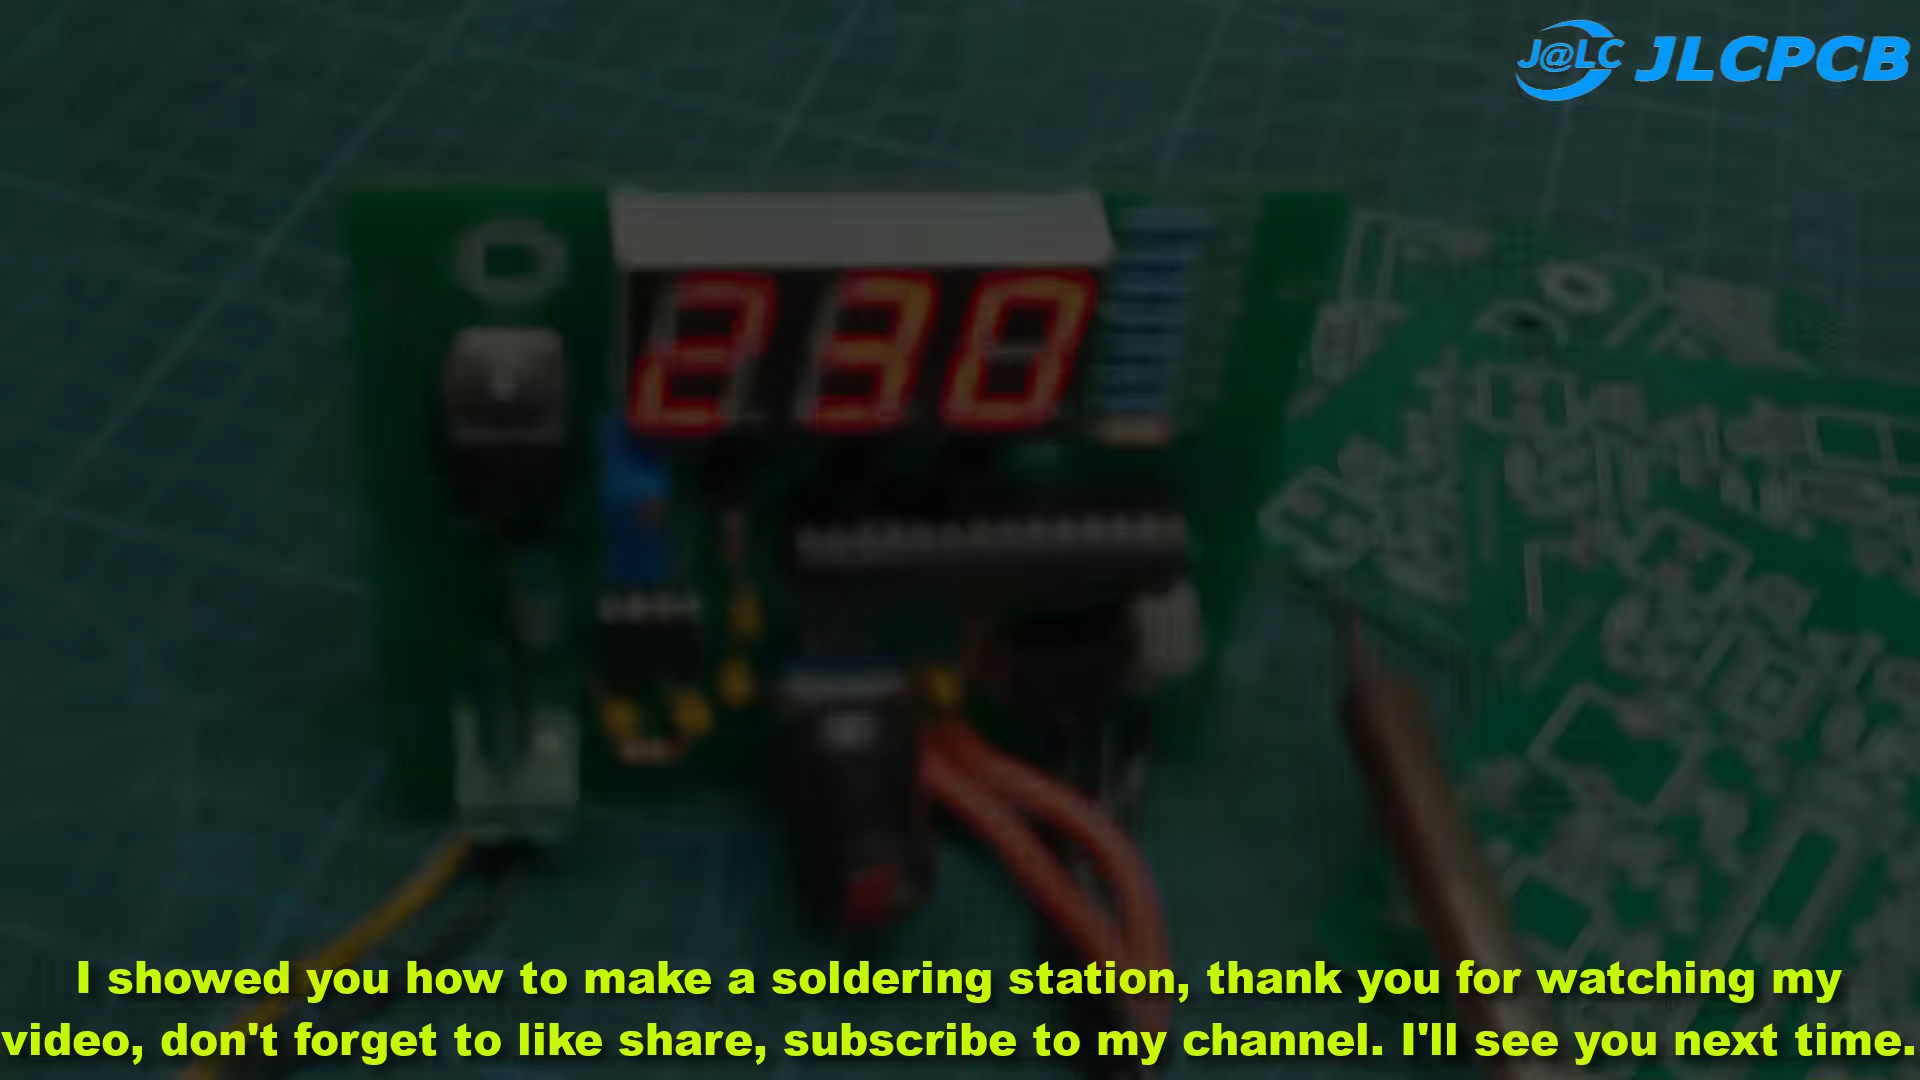 J@LC JLCPCB
230
I showed you how to make a soldering station, thank you for watching my
video, don't forget to like share, subscribe to my channel. I'll see you next time.